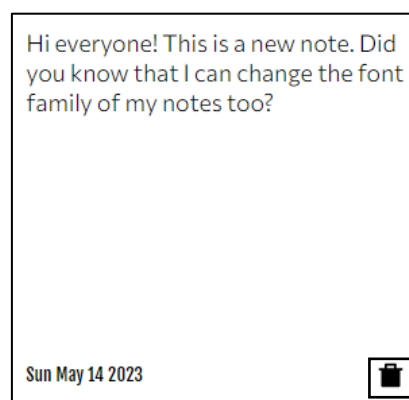 Hi everyone! This is a new note. Did
you know that I can change the font
family of my notes too?
Sun May 14 2023